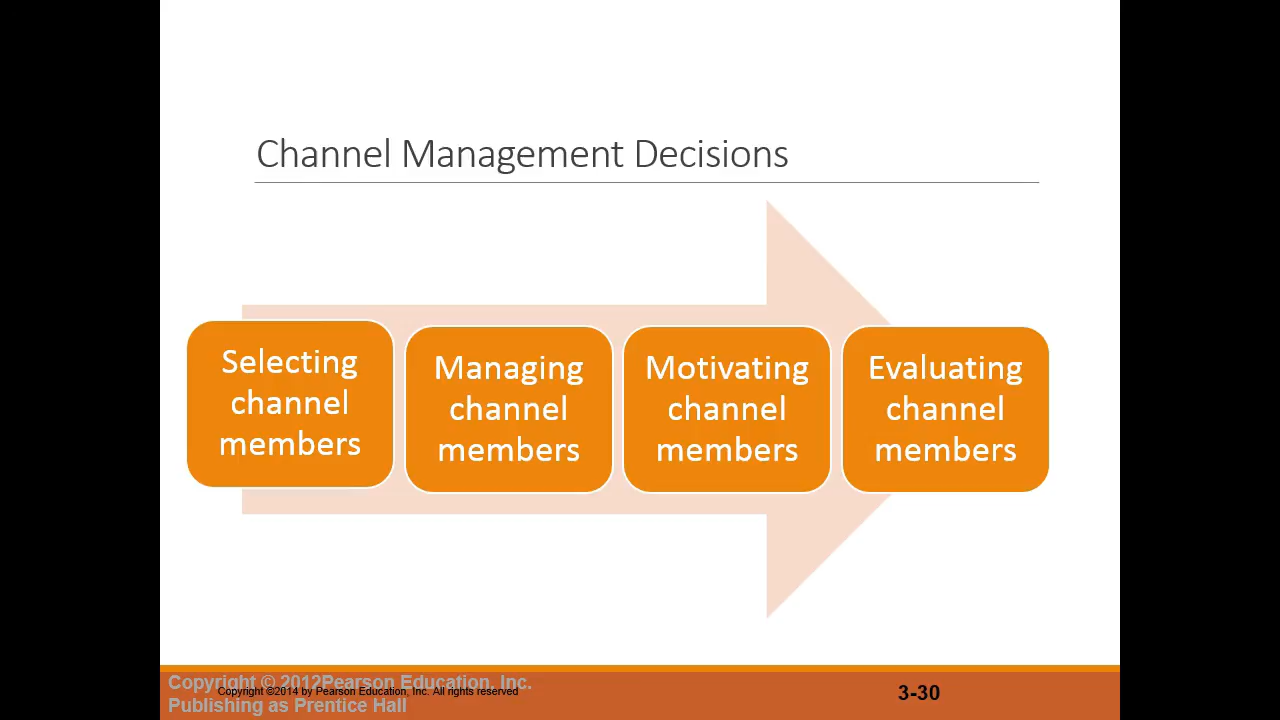 Channel Management Decisions
Selecting
channel
members
Managing
channel
members
Motivating
channel
members
Evaluating
channel
members
Copyright © 2012Pearson Education, Inc.
Publishing as Prentice Hall
Copyright ©2014 by Pearson Education, Inc. All rights reserved
3-30